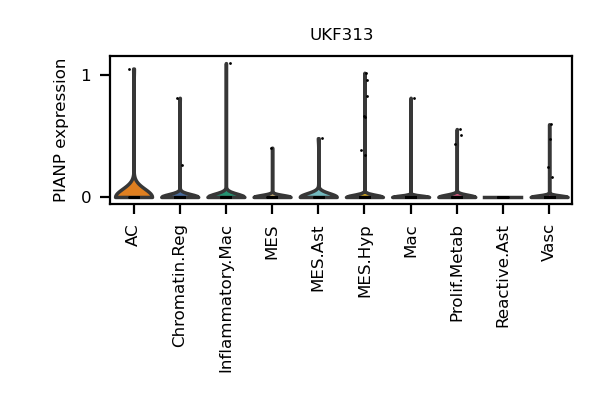 UKF313
PIANP expression
1
0
AC
Chromatin.Reg
Inflammatory.Mac
MES
MES.Ast
MES.Hyp
Mac
Prolif.Metab
Reactive.Ast
Vasc